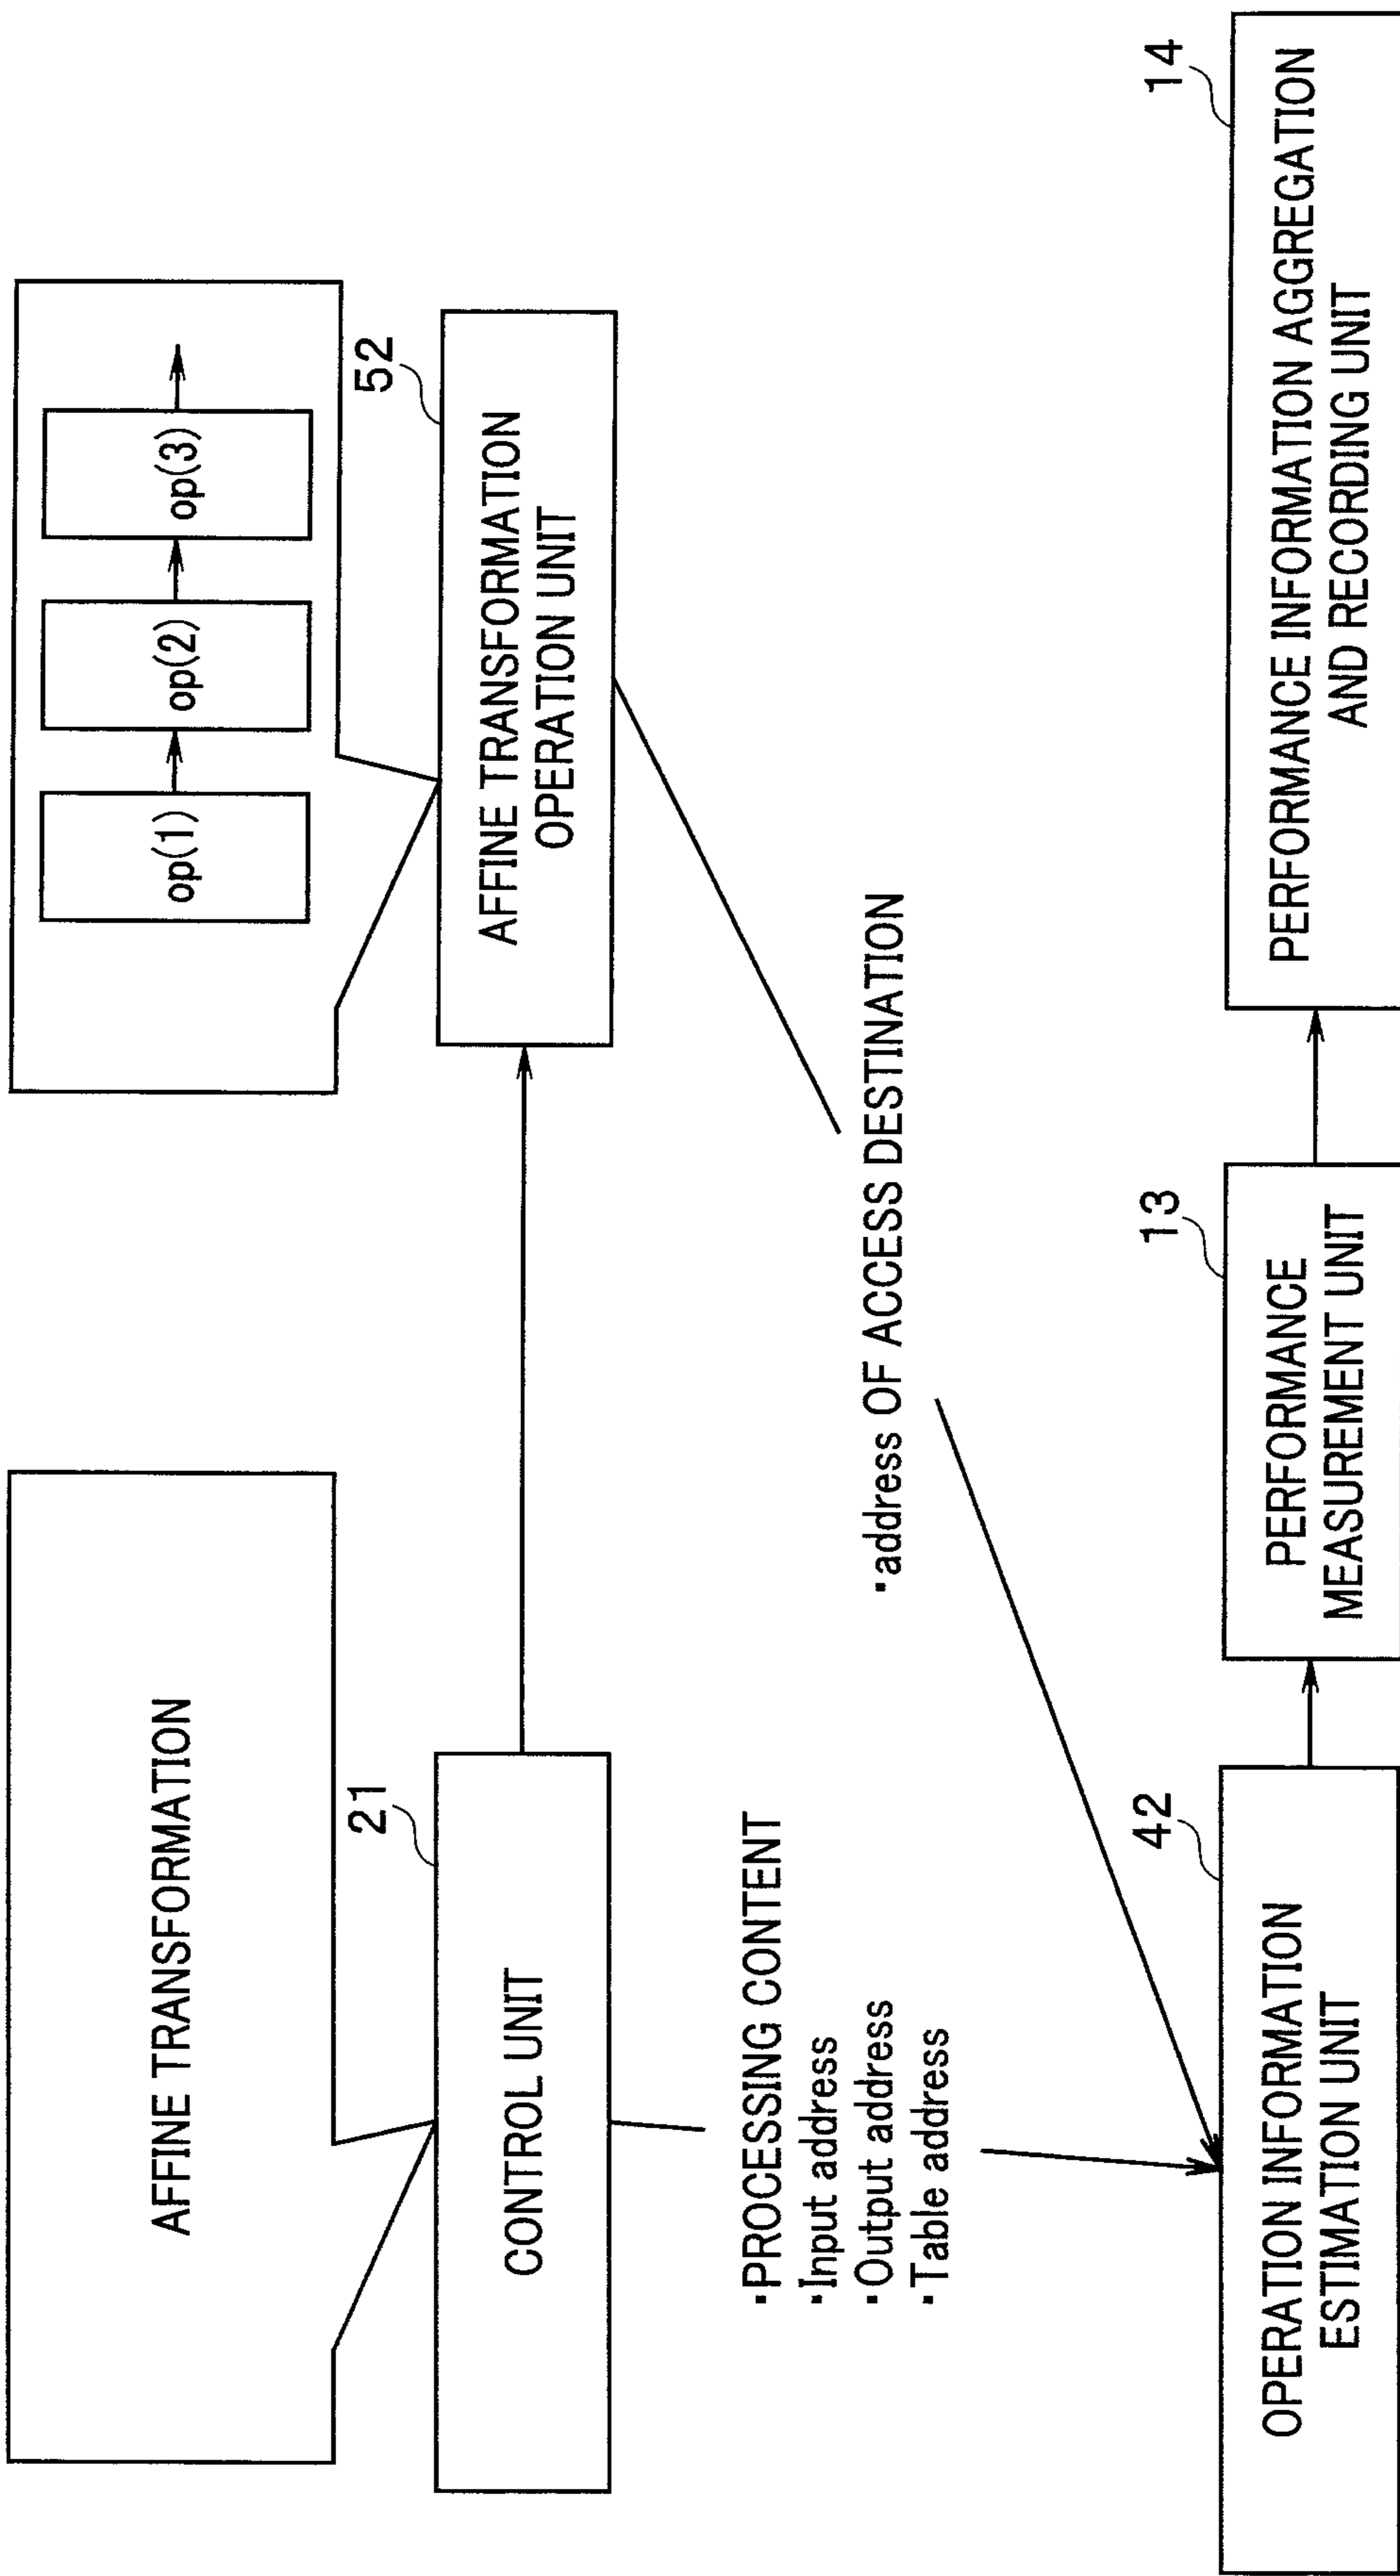 AFFINE TRANSFORMATION
op(1)
op(2)
op(3)
21
CONTROL UNIT
52
AFFINE TRANSFORMATION
OPERATION UNIT
・PROCESSING CONTENT
・Input address
・Output address
・Table address
・address OF ACCESS DESTINATION
42
OPERATION INFORMATION
ESTIMATION UNIT
13
PERFORMANCE
MEASUREMENT UNIT
14
PERFORMANCE INFORMATION AGGREGATION
AND RECORDING UNIT